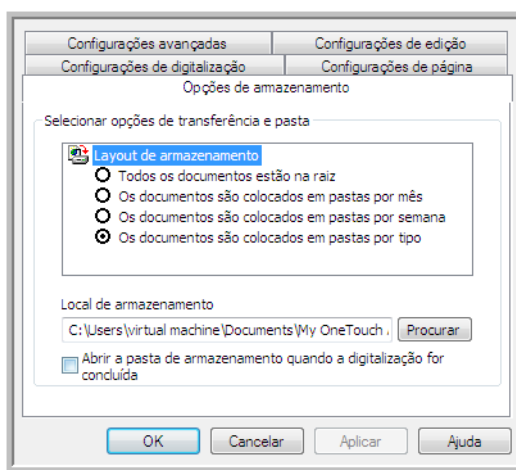 Configurações avançadas
Configurações de edição
Configurações de digitalização
Configurações de página
Opções de armazenamento
Selecionar opções de transferência e pasta
Layout de armazenamento
Todos os documentos estão na raiz
Os documentos são colocados em pastas por mês
Os documentos são colocados em pastas por semana
Os documentos são colocados em pastas por tipo
Local de armazenamento
C:\Users\virtual machine\Documents\My OneTouch
Procurar
Abrir a pasta de armazenamento quando a digitalização for
concluída
OK
Cancelar
Aplicar
Ajuda